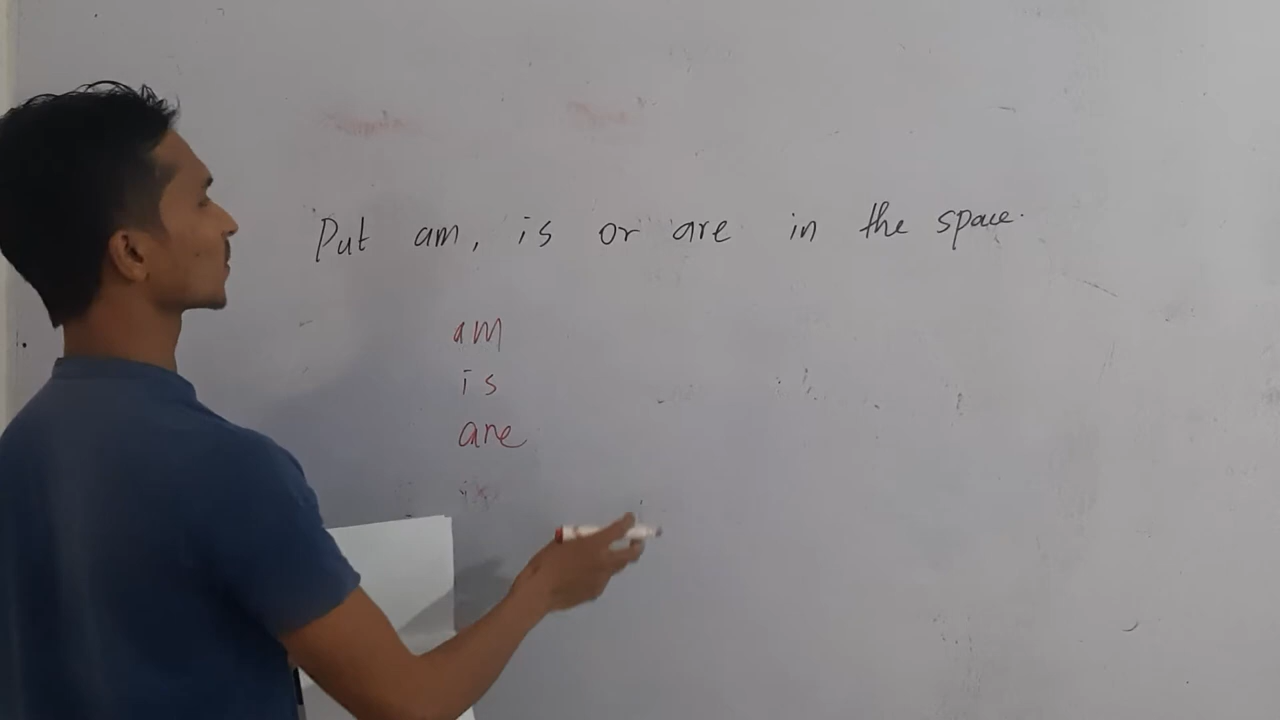 Put am, is or are in the space.
am
is
are